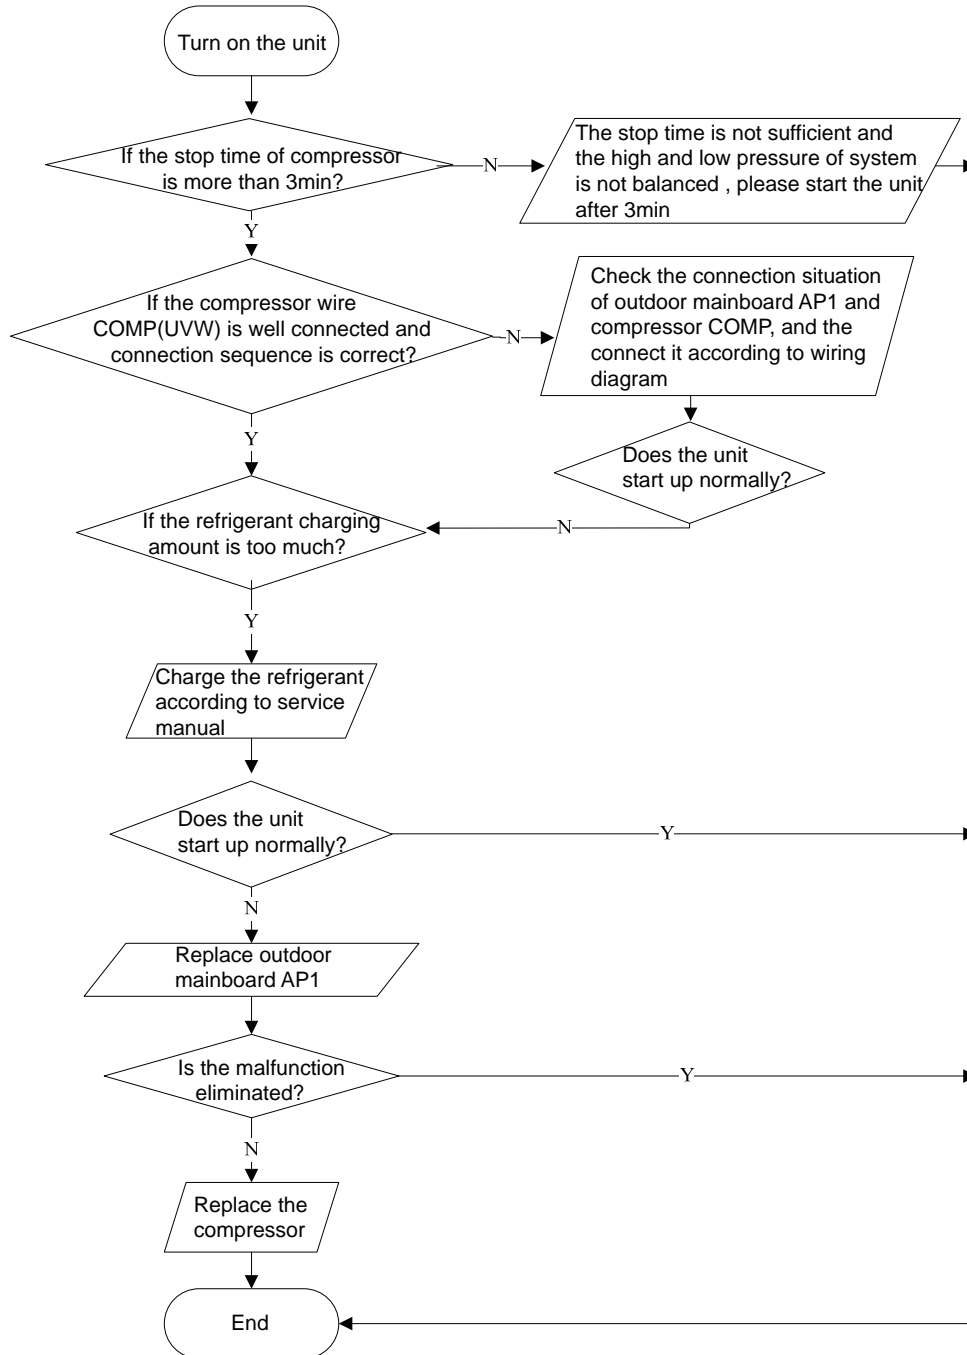 Turn on the unit
If the stop time of compressor
is more than 3min?
N
The stop time is not sufficient and
the high and low pressure of system
is not balanced , please start the unit
after 3min
Y
If the compressor wire
COMP(UVW) is well connected and
connection sequence is correct?
N
Check the connection situation
of outdoor mainboard AP1 and
compressor COMP, and the
connect it according to wiring
diagram
Y
Does the unit
start up normally?
If the refrigerant charging
amount is too much?
N
Y
Charge the refrigerant
according to service
manual
Does the unit
start up normally?
Y
N
Replace outdoor
mainboard AP1
Is the malfunction
eliminated?
Y
N
Replace the
compressor
End